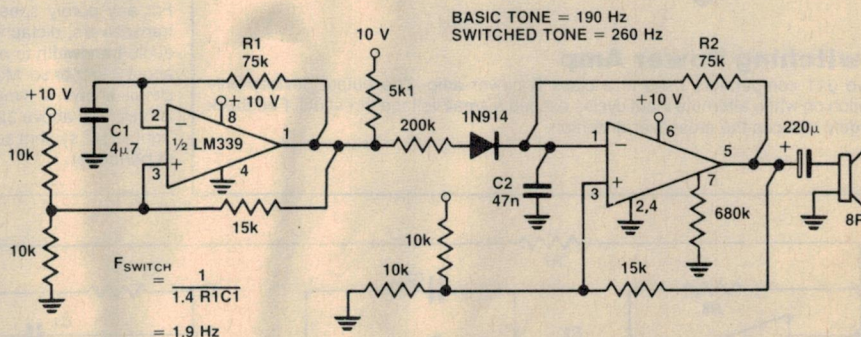 BASIC TONE = 190 Hz
SWITCHED TONE = 260 Hz
R1
75k
10 V
R2
75k
+10 V
5k1
+ 10 V
8
C1
4µ7
2
−
1
½ LM339
3
+
4
10k
10k
15k
200k
1N914
C2
47n
+10 V
6
1
−
5
3
+
2,4
7
680k
220µ
+
8R
10k
10k
15k
F SWITCH
= 1
1.4 R1C1
= 1.9 Hz